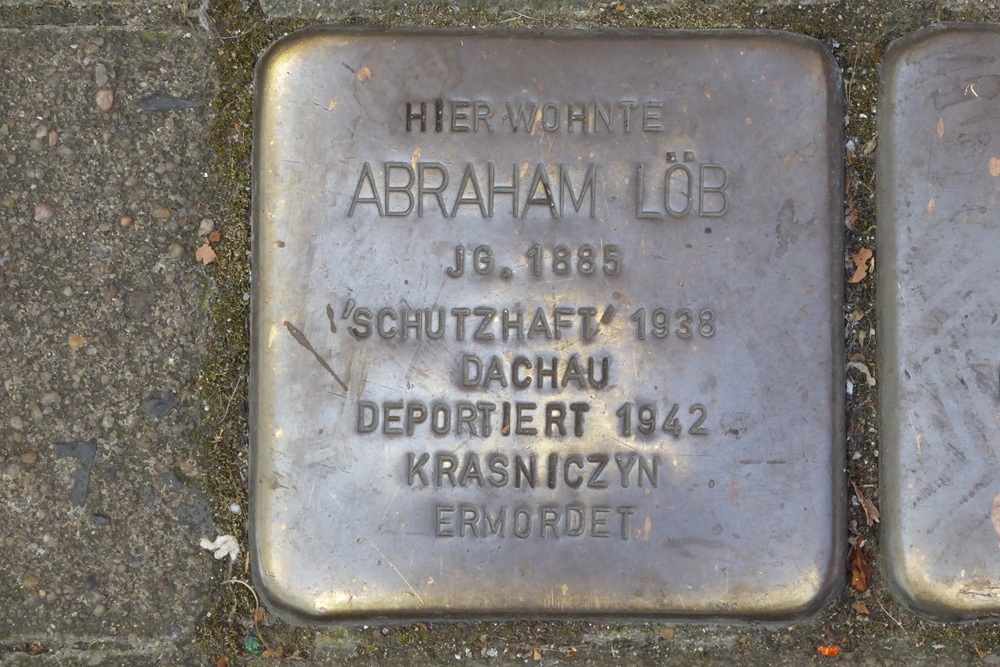 HIER WOHNTE
ABRAHAM LÖB
JG. 1885
'SCHUTZHAFT' 1938
DACHAU
DEPORTIERT 1942
KRASNICZYN
ERMORDET